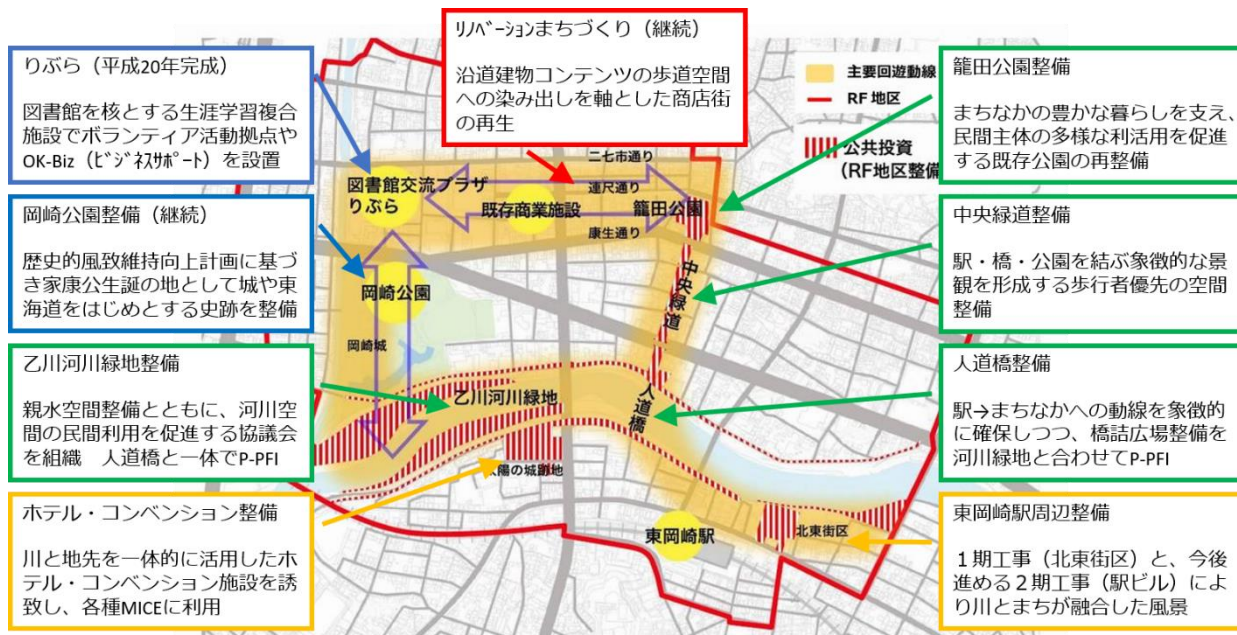 りぶら（平成20年完成）
図書館を核とする生涯学習複合
施設でボランティア活動拠点や
OK-Biz（ﾋﾞｼﾞﾈｽｻﾎﾟｰﾄ）を設置
岡崎公園整備（継続）
歴史的風致維持向上計画に基づ
き家康公生誕の地として城や東
海道をはじめとする史跡を整備
乙川河川緑地整備
親水空間整備とともに、河川空
間の民間利用を促進する協議会
を組織　人道橋と一体でP-PFI
ホテル・コンベンション整備
川と地先を一体的に活用したホ
テル・コンベンション施設を誘
致し、各種MICEに利用
ﾘﾉﾍﾞｰｼｮﾝまちづくり（継続）
沿道建物コンテンツの歩道空間
への染み出しを軸とした商店街
の再生
主要回遊動線
RF地区
公共投資
(RF地区整備
二七市通り
連尺通り
康生通り
図書館交流プラザ
りぶら
既存商業施設
籠田公園
岡崎公園
岡崎城
中央緑道
乙川河川緑地
人道橋
陽の城跡地
東岡崎駅
北東街区
籠田公園整備
まちなかの豊かな暮らしを支え、
民間主体の多様な利活用を促進
する既存公園の再整備
中央緑道整備
駅・橋・公園を結ぶ象徴的な景
観を形成する歩行者優先の空間
整備
人道橋整備
駅→まちなかへの動線を象徴的
に確保しつつ、橋詰広場整備を
河川緑地と合わせてP-PFI
東岡崎駅周辺整備
１期工事（北東街区）と、今後
進める２期工事（駅ビル）によ
り川とまちが融合した風景